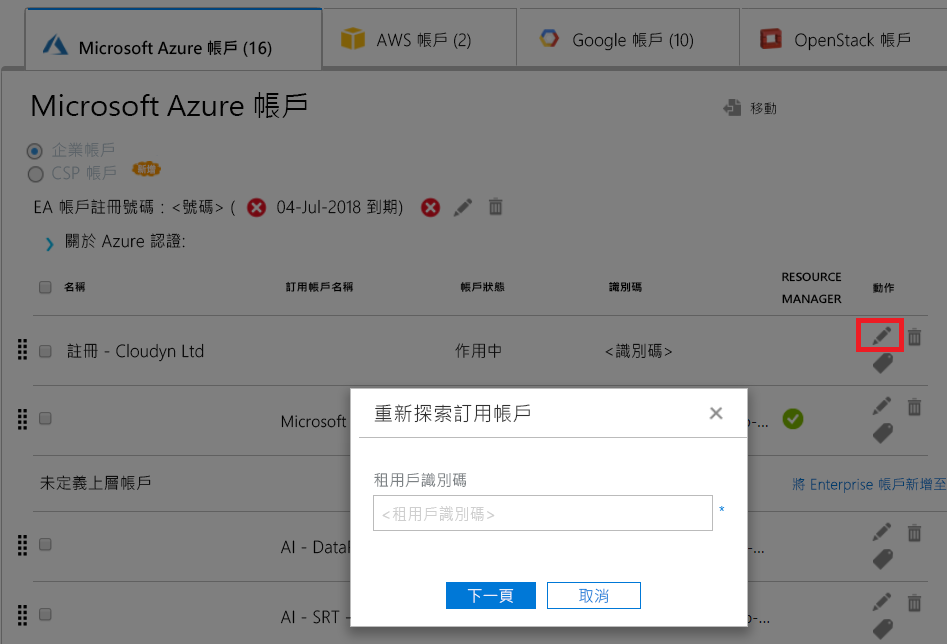 Microsoft Azure 帳戶 (16)
AWS 帳戶 (2)
Google 帳戶 (10)
OpenStack 帳戶
Microsoft Azure 帳戶
移動
企業帳戶
CSP 帳戶 新增
EA 帳戶註冊號碼 : <號碼> ( 04-Jul-2018 到期)
關於 Azure 認證:
名稱 訂用帳戶名稱 帳戶狀態 識別碼 RESOURCE MANAGER 動作
註冊 - Cloudyn Ltd 作用中 <識別碼>
Microsoft
未定義上層帳戶 將 Enterprise 帳戶新增至
AI - Datal
AI - SRT -
重新探索訂用帳戶
租用戶識別碼
<租用戶識別碼> *
下一頁 取消